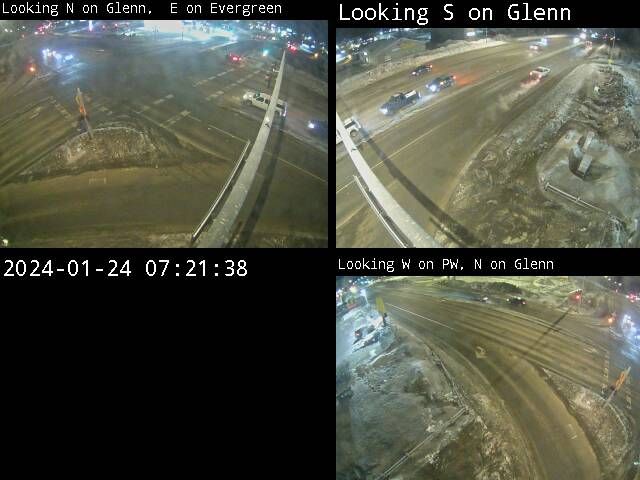 Looking N on Glenn,  E on Evergreen
Looking S on Glenn
2024-01-24 07:21:38
Looking W on PW, N on Glenn